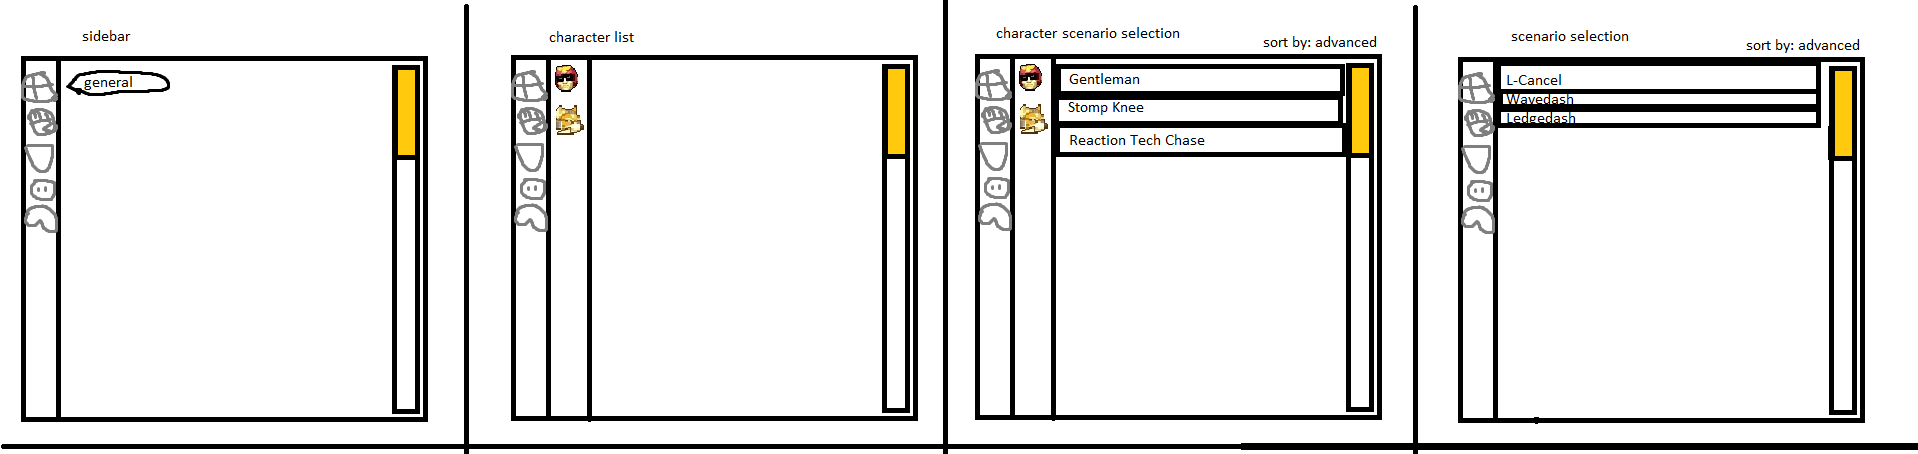 sidebar
general
character list
character scenario selection
sort by: advanced
Gentleman
Stomp Knee
Reaction Tech Chase
scenario selection
sort by: advanced
L-Cancel
Wavedash
Ledgedash